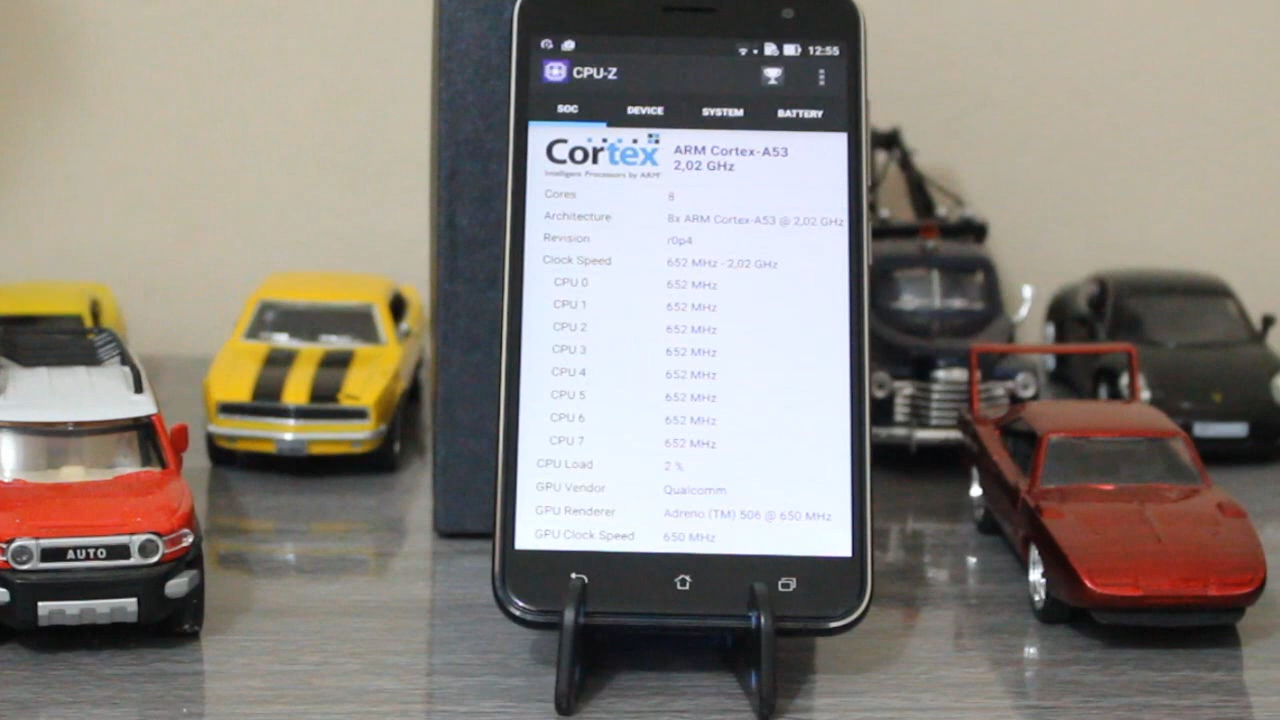 12:55
CPU-Z
SOC DEVICE SYSTEM BATTERY
Cortex
Intelligent Processors by ARM
ARM Cortex-A53
2,02 GHz
Cores 8
Architecture 8x ARM Cortex-A53 @ 2,02 GHz
Revision r0p4
Clock Speed 652 MHz - 2,02 GHz
CPU 0 652 MHz
CPU 1 652 MHz
CPU 2 652 MHz
CPU 3 652 MHz
CPU 4 652 MHz
CPU 5 652 MHz
CPU 6 652 MHz
CPU 7 652 MHz
CPU Load 2 %
GPU Vendor Qualcomm
GPU Renderer Adreno (TM) 506 @ 650 MHz
GPU Clock Speed 650 MHz
AUTO